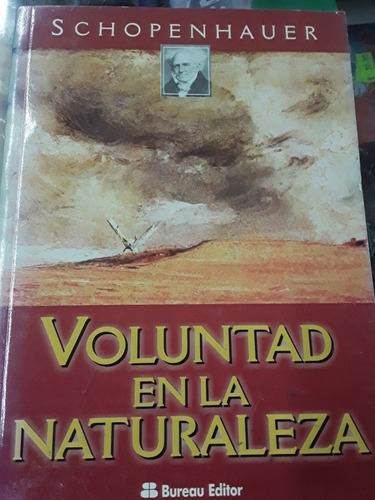 SCHOPENHAUER
VOLUNTAD
EN LA
NATURALEZA
Bureau Editor